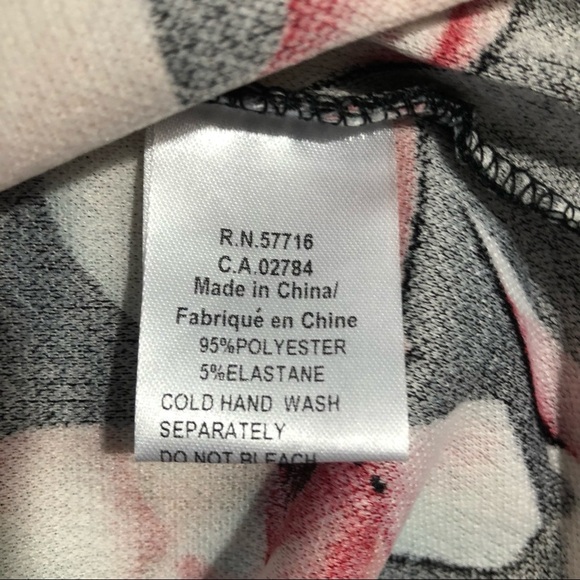 R.N.57716
C.A.02784
Made in China/
Fabriqué en Chine
95%POLYESTER
5%ELASTANE
COLD HAND WASH
SEPARATELY
DO NOT BLEACH